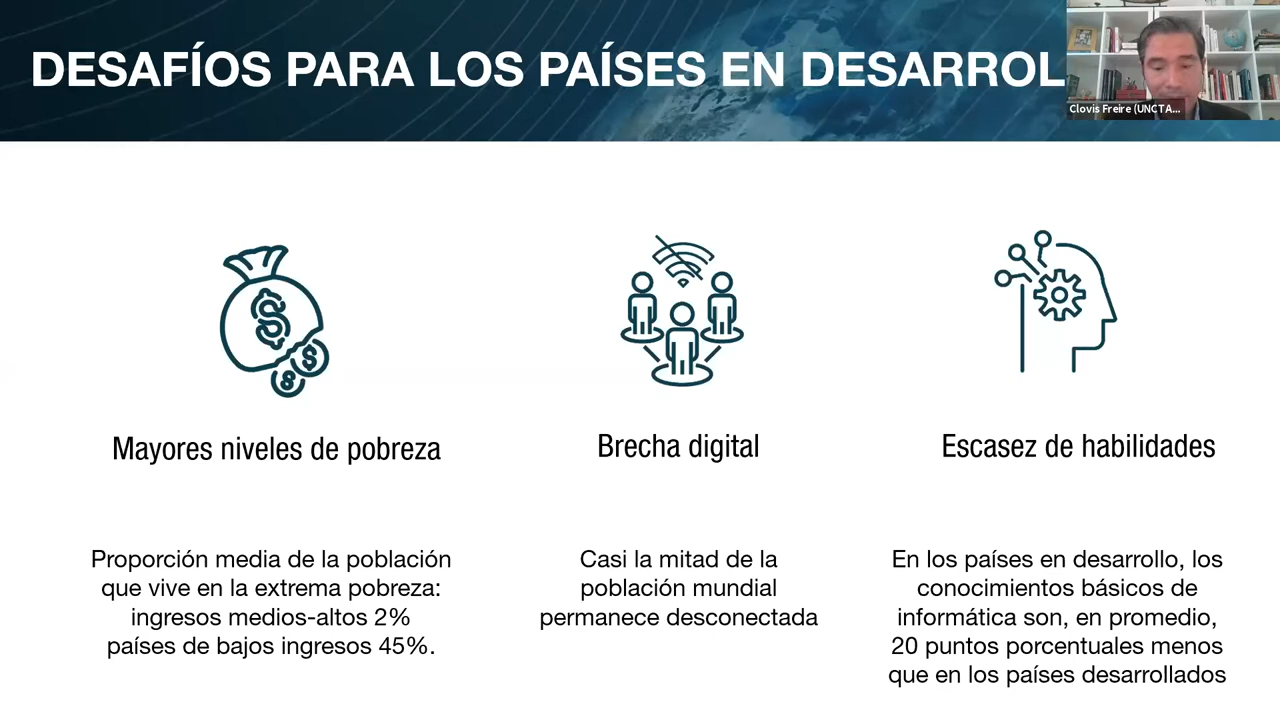 DESAFÍOS PARA LOS PAÍSES EN DESARROL
Clovis Freire (UNCTA...
Mayores niveles de pobreza
Brecha digital
Escasez de habilidades
Proporción media de la población
que vive en la extrema pobreza:
ingresos medios-altos 2%
países de bajos ingresos 45%.
Casi la mitad de la
población mundial
permanece desconectada
En los países en desarrollo, los
conocimientos básicos de
informática son, en promedio,
20 puntos porcentuales menos
que en los países desarrollados